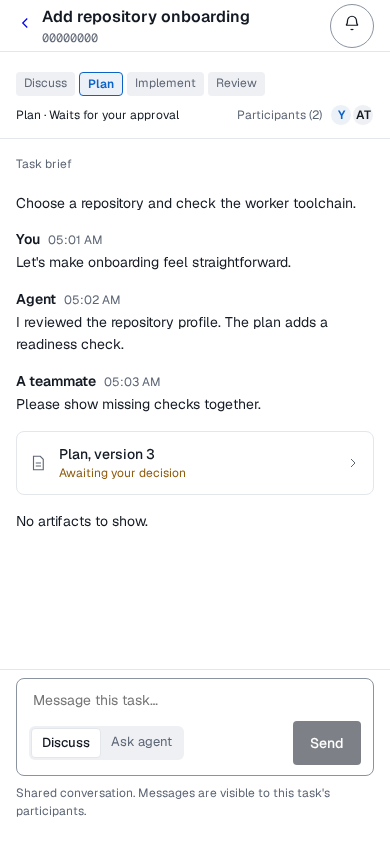 Add repository onboarding
00000000
Discuss Plan Implement Review
Plan · Waits for your approval Participants (2) Y AT
Task brief
Choose a repository and check the worker toolchain.
You 05:01 AM
Let's make onboarding feel straightforward.
Agent 05:02 AM
I reviewed the repository profile. The plan adds a
readiness check.
A teammate 05:03 AM
Please show missing checks together.
Plan, version 3
Awaiting your decision
No artifacts to show.
Message this task...
Discuss Ask agent Send
Shared conversation. Messages are visible to this task's
participants.